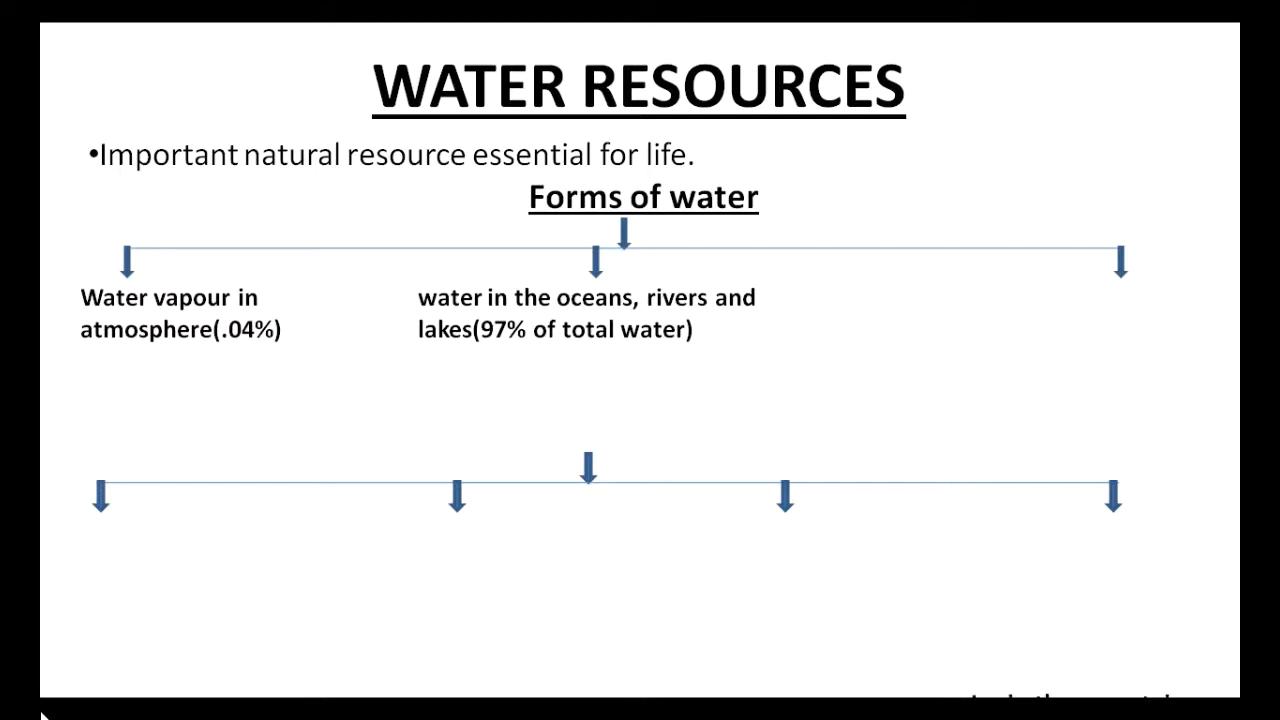 WATER RESOURCES
•Important natural resource essential for life.
Forms of water
Water vapour in
atmosphere(.04%)
water in the oceans, rivers and
lakes(97% of total water)